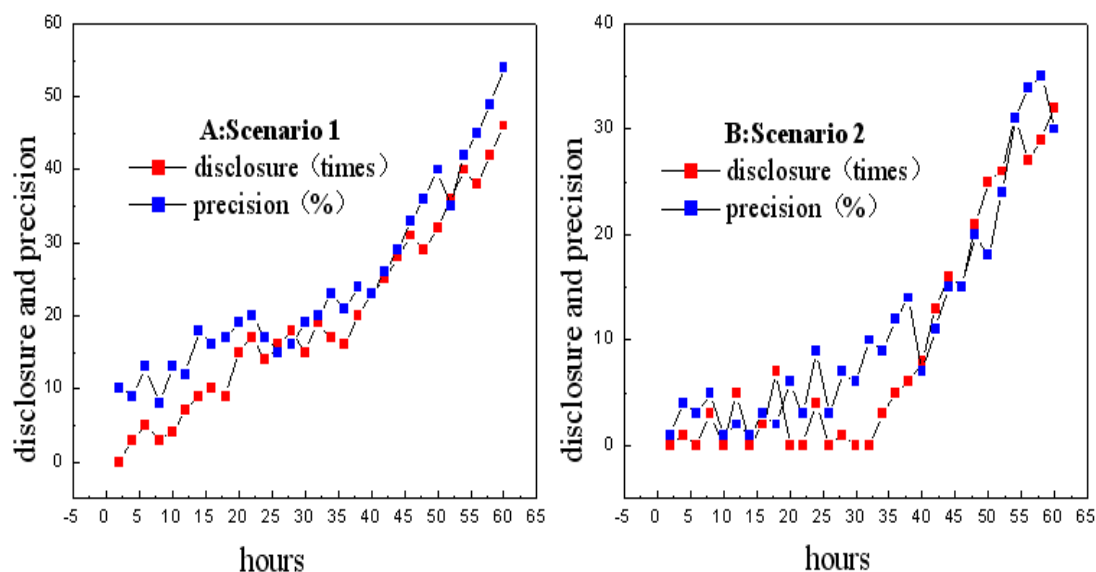 60
50
40
30
20
10
0
disclosure and precision
A:Scenario 1
disclosure (times)
precision (%)
-5 0 5 10 15 20 25 30 35 40 45 50 55 60 65
hours
40
30
20
10
0
disclosure and precision
B:Scenario 2
disclosure (times)
precision (%)
-5 0 5 10 15 20 25 30 35 40 45 50 55 60 65
hours